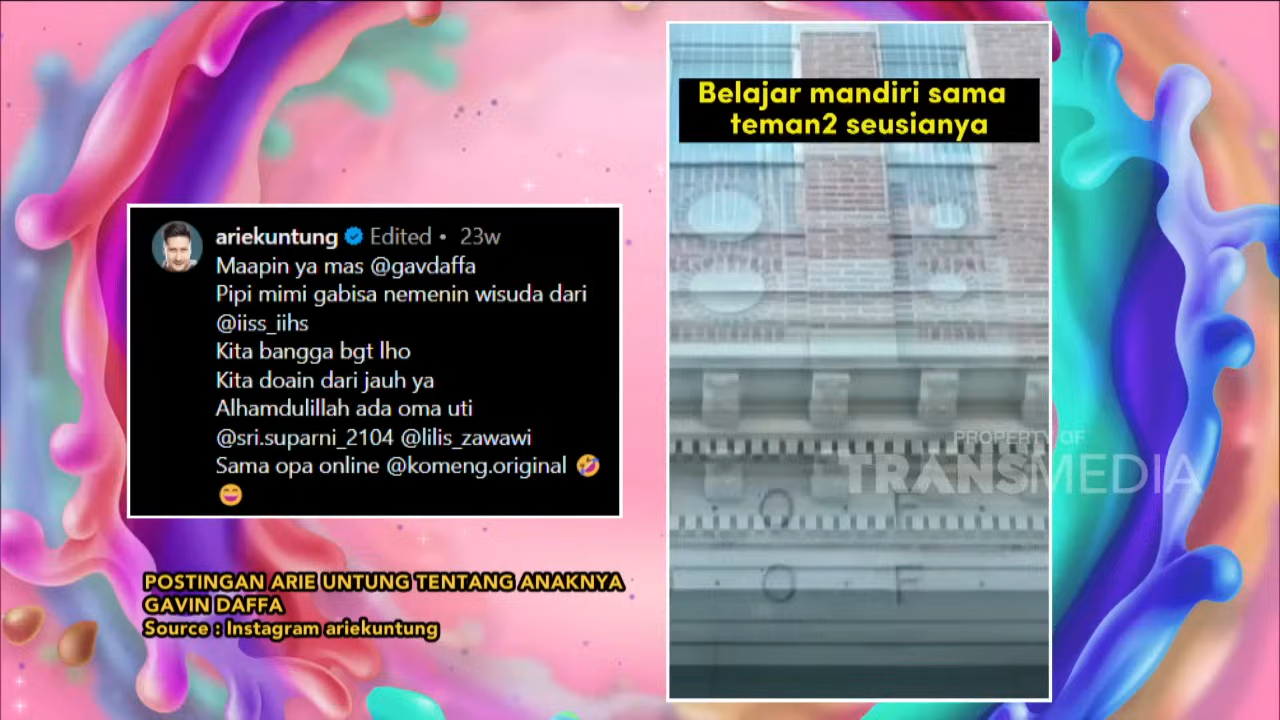 Belajar mandiri sama
teman2 seusianya
ariekuntung Edited • 23w
Maapin ya mas @gavdaffa
Pipi mimi gabisa nemenin wisuda dari
@iiss_iihs
Kita bangga bgt lho
Kita doain dari jauh ya
Alhamdulillah ada oma uti
@sri.suparni_2104 @lilis_zawawi
Sama opa online @komeng.original 🤣
😄
PROPERTY OF
TRANSMEDIA
O F
O F
POSTINGAN ARIE UNTUNG TENTANG ANAKNYA
GAVIN DAFFA
Source : Instagram ariekuntung